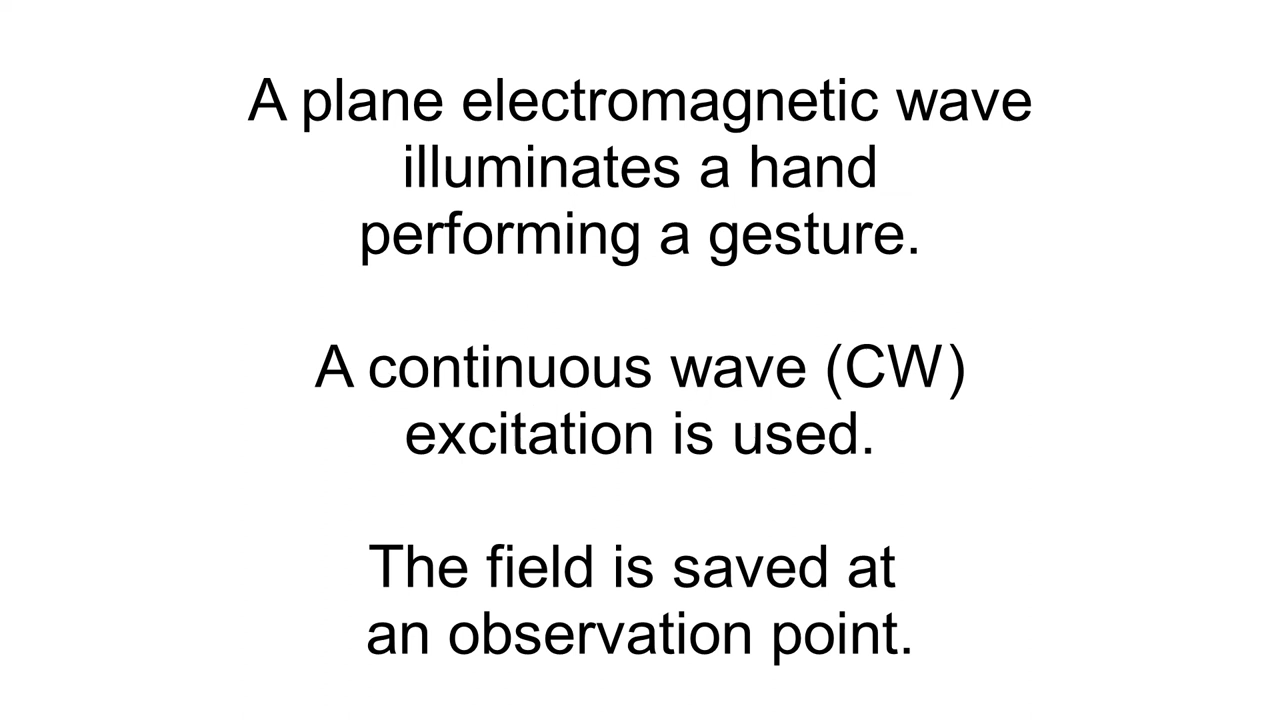 A plane electromagnetic wave
illuminates a hand
performing a gesture.
A continuous wave (CW)
excitation is used.
The field is saved at
an observation point.